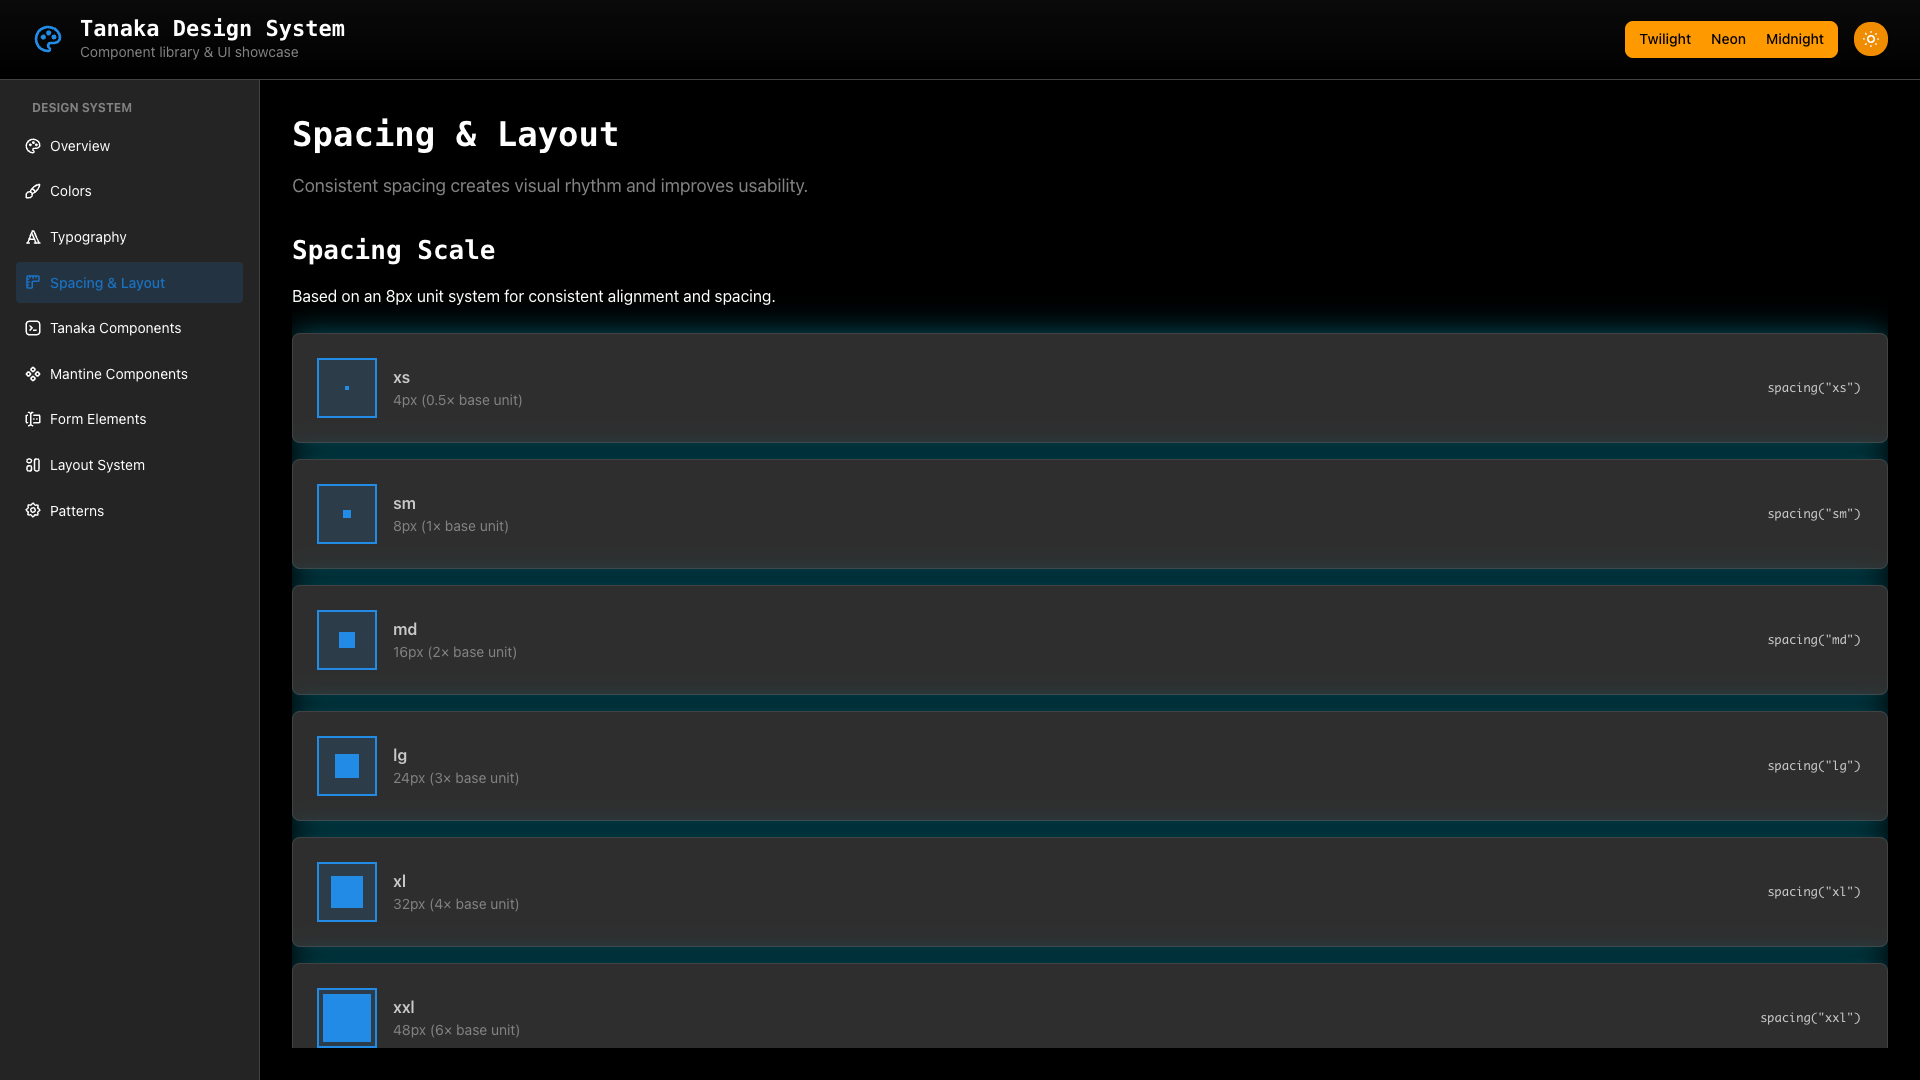 Tanaka Design System
Component library & UI showcase
Twilight
Neon
Midnight
DESIGN SYSTEM
Overview
Colors
Typography
Spacing & Layout
Tanaka Components
Mantine Components
Form Elements
Layout System
Patterns
Spacing & Layout
Consistent spacing creates visual rhythm and improves usability.
Spacing Scale
Based on an 8px unit system for consistent alignment and spacing.
xs
4px (0.5× base unit)
spacing("xs")
sm
8px (1× base unit)
spacing("sm")
md
16px (2× base unit)
spacing("md")
lg
24px (3× base unit)
spacing("lg")
xl
32px (4× base unit)
spacing("xl")
xxl
48px (6× base unit)
spacing("xxl")